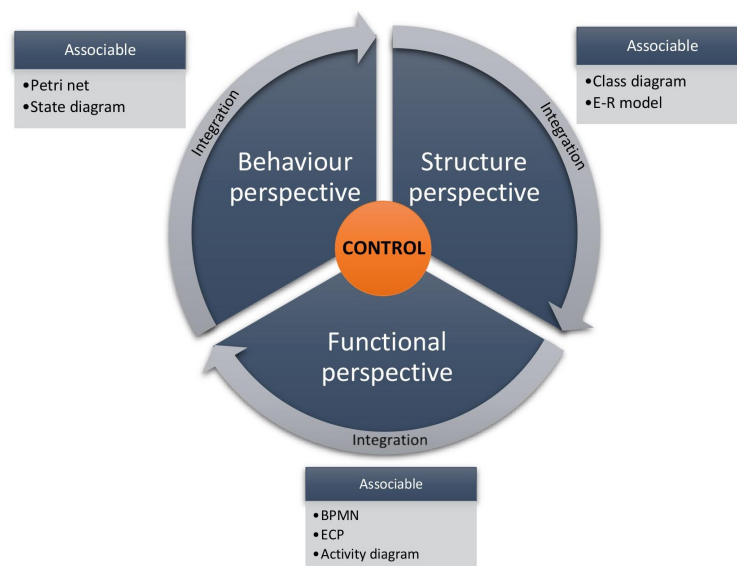 Associable
•Petri net
•State diagram
Associable
•Class diagram
•E-R model
Integration
Integration
Behaviour
perspective
Structure
perspective
CONTROL
Functional
perspective
Integration
Associable
•BPMN
•ECP
•Activity diagram